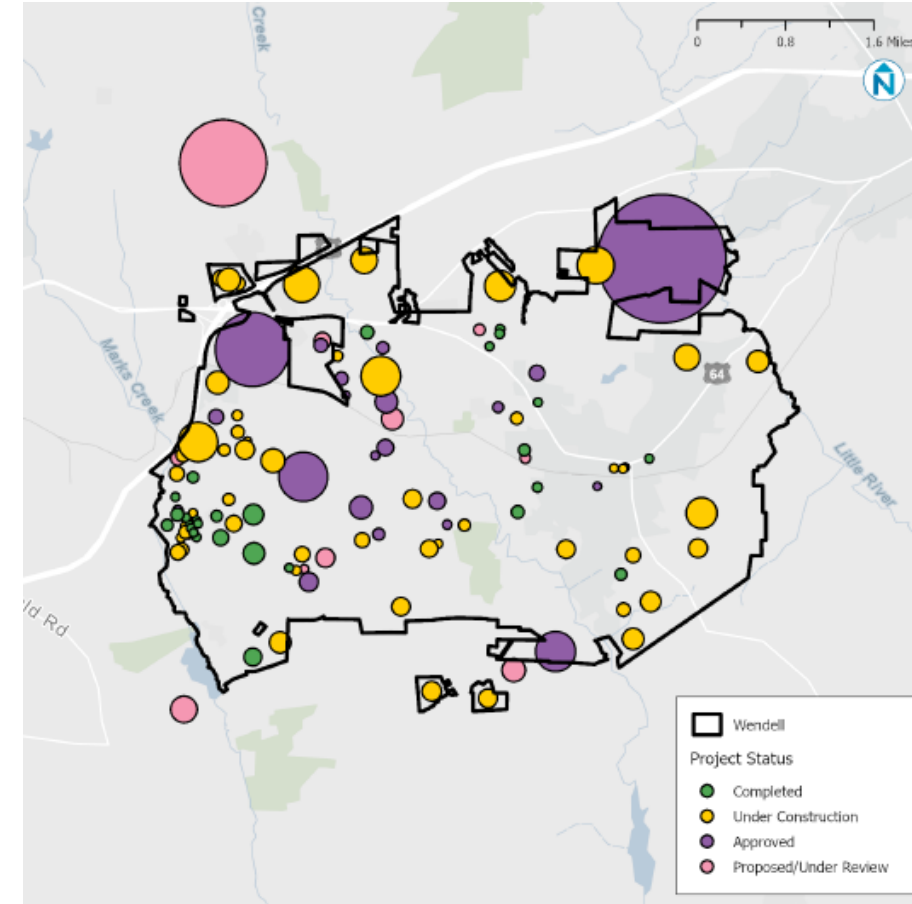 Creek
0 0.8 1.6 Miles
N
Marks Creek
64
Little River
ld Rd
Wendell
Project Status
Completed
Under Construction
Approved
Proposed/Under Review